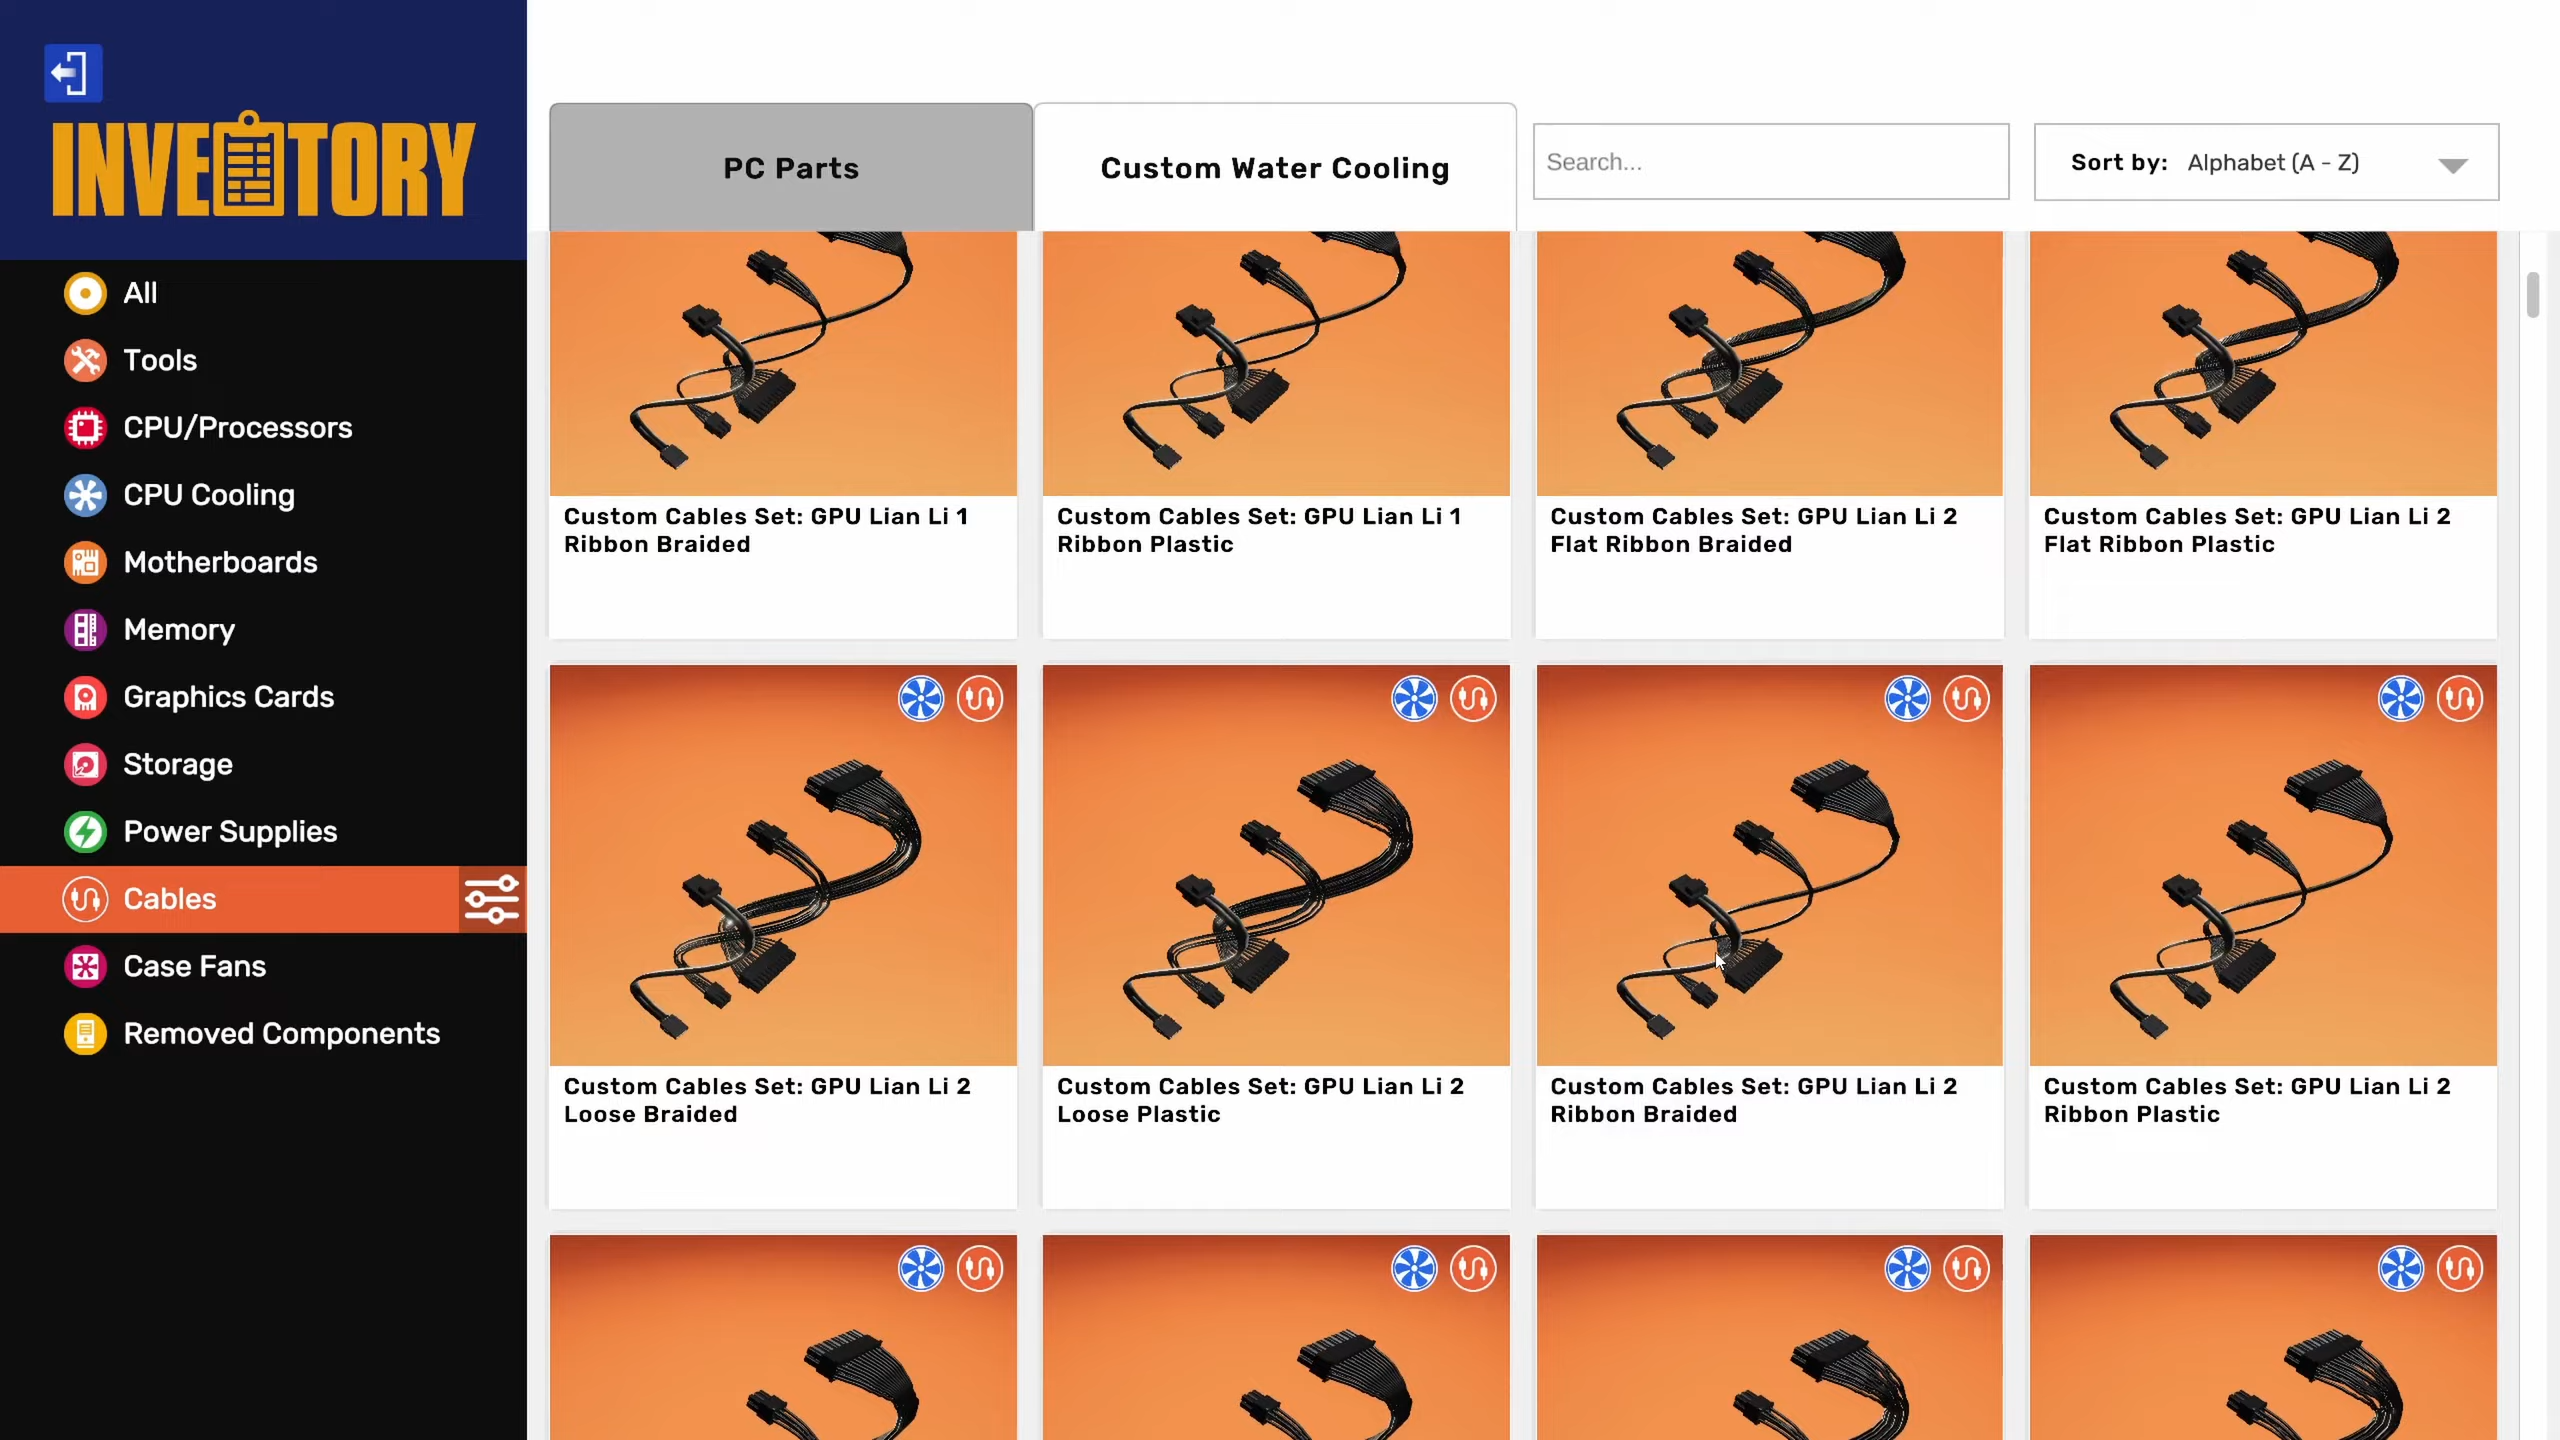 INVENTORY
PC Parts
Custom Water Cooling
Search...
Sort by: Alphabet (A - Z)
All
Tools
CPU/Processors
CPU Cooling
Motherboards
Memory
Graphics Cards
Storage
Power Supplies
Cables
Case Fans
Removed Components
Custom Cables Set: GPU Lian Li 1
Ribbon Braided
Custom Cables Set: GPU Lian Li 1
Ribbon Plastic
Custom Cables Set: GPU Lian Li 2
Flat Ribbon Braided
Custom Cables Set: GPU Lian Li 2
Flat Ribbon Plastic
Custom Cables Set: GPU Lian Li 2
Loose Braided
Custom Cables Set: GPU Lian Li 2
Loose Plastic
Custom Cables Set: GPU Lian Li 2
Ribbon Braided
Custom Cables Set: GPU Lian Li 2
Ribbon Plastic